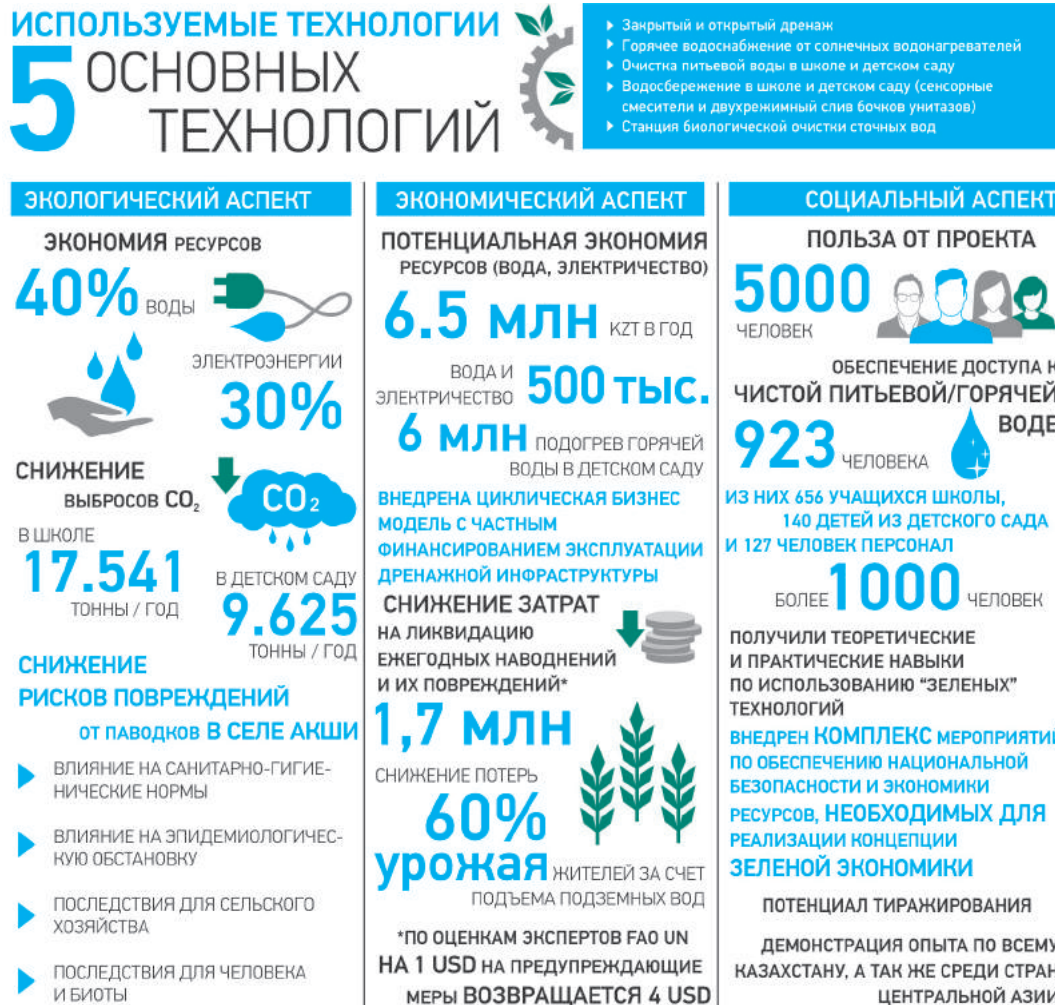 ИСПОЛЬЗУЕМЫЕ ТЕХНОЛОГИИ
5 ОСНОВНЫХ
ТЕХНОЛОГИЙ
Закрытый и открытый дренаж
Горячее водоснабжение от солнечных водонагревателей
Очистка питьевой воды в школе и детском саду
Водосбережение в школе и детском саду (сенсорные
смесители и двухрежимный слив бочков унитазов)
Станция биологической очистки сточных вод
ЭКОЛОГИЧЕСКИЙ АСПЕКТ
ЭКОНОМИЯ РЕСУРСОВ
40% ВОДЫ
ЭЛЕКТРОЭНЕРГИИ
30%
СНИЖЕНИЕ
ВЫБРОСОВ CO₂
CO₂
В ШКОЛЕ
17.541
ТОННЫ / ГОД
В ДЕТСКОМ САДУ
9.625
ТОННЫ / ГОД
СНИЖЕНИЕ
РИСКОВ ПОВРЕЖДЕНИЙ
ОТ ПАВОДКОВ В СЕЛЕ АКШИ
ВЛИЯНИЕ НА САНИТАРНО-ГИГИЕ-
НИЧЕСКИЕ НОРМЫ
ВЛИЯНИЕ НА ЭПИДЕМИОЛОГИЧЕС-
КУЮ ОБСТАНОВКУ
ПОСЛЕДСТВИЯ ДЛЯ СЕЛЬСКОГО
ХОЗЯЙСТВА
ПОСЛЕДСТВИЯ ДЛЯ ЧЕЛОВЕКА
И БИОТЫ
ЭКОНОМИЧЕСКИЙ АСПЕКТ
ПОТЕНЦИАЛЬНАЯ ЭКОНОМИЯ
РЕСУРСОВ (ВОДА, ЭЛЕКТРИЧЕСТВО)
6.5 МЛН KZT В ГОД
ВОДА И
ЭЛЕКТРИЧЕСТВО 500 тыс.
6 МЛН ПОДОГРЕВ ГОРЯЧЕЙ
ВОДЫ В ДЕТСКОМ САДУ
ВНЕДРЕНА ЦИКЛИЧЕСКАЯ БИЗНЕС
МОДЕЛЬ С ЧАСТНЫМ
ФИНАНСИРОВАНИЕМ ЭКСПЛУАТАЦИИ
ДРЕНАЖНОЙ ИНФРАСТРУКТУРЫ
СНИЖЕНИЕ ЗАТРАТ
НА ЛИКВИДАЦИЮ
ЕЖЕГОДНЫХ НАВОДНЕНИЙ
И ИХ ПОВРЕЖДЕНИЙ*
1,7 МЛН
СНИЖЕНИЕ ПОТЕРЬ
60%
урожая ЖИТЕЛЕЙ ЗА СЧЕТ
ПОДЪЕМА ПОДЗЕМНЫХ ВОД
*ПО ОЦЕНКАМ ЭКСПЕРТОВ FAO UN
НА 1 USD НА ПРЕДУПРЕЖДАЮЩИЕ
МЕРЫ ВОЗВРАЩАЕТСЯ 4 USD
СОЦИАЛЬНЫЙ АСПЕКТ
ПОЛЬЗА ОТ ПРОЕКТА
5000
ЧЕЛОВЕК
ОБЕСПЕЧЕНИЕ ДОСТУПА К
ЧИСТОЙ ПИТЬЕВОЙ/ГОРЯЧЕЙ
ВОДЕ
923 ЧЕЛОВЕКА
ИЗ НИХ 656 УЧАЩИХСЯ ШКОЛЫ,
140 ДЕТЕЙ ИЗ ДЕТСКОГО САДА
И 127 ЧЕЛОВЕК ПЕРСОНАЛ
БОЛЕЕ 1000 ЧЕЛОВЕК
ПОЛУЧИЛИ ТЕОРЕТИЧЕСКИЕ
И ПРАКТИЧЕСКИЕ НАВЫКИ
ПО ИСПОЛЬЗОВАНИЮ "ЗЕЛЕНЫХ"
ТЕХНОЛОГИЙ
ВНЕДРЕН КОМПЛЕКС МЕРОПРИЯТИ
ПО ОБЕСПЕЧЕНИЮ НАЦИОНАЛЬНОЙ
БЕЗОПАСНОСТИ И ЭКОНОМИКИ
РЕСУРСОВ, НЕОБХОДИМЫХ ДЛЯ
РЕАЛИЗАЦИИ КОНЦЕПЦИИ
ЗЕЛЕНОЙ ЭКОНОМИКИ
ПОТЕНЦИАЛ ТИРАЖИРОВАНИЯ
ДЕМОНСТРАЦИЯ ОПЫТА ПО ВСЕМУ
КАЗАХСТАНУ, А ТАК ЖЕ СРЕДИ СТРАН
ЦЕНТРАЛЬНОЙ АЗИИ